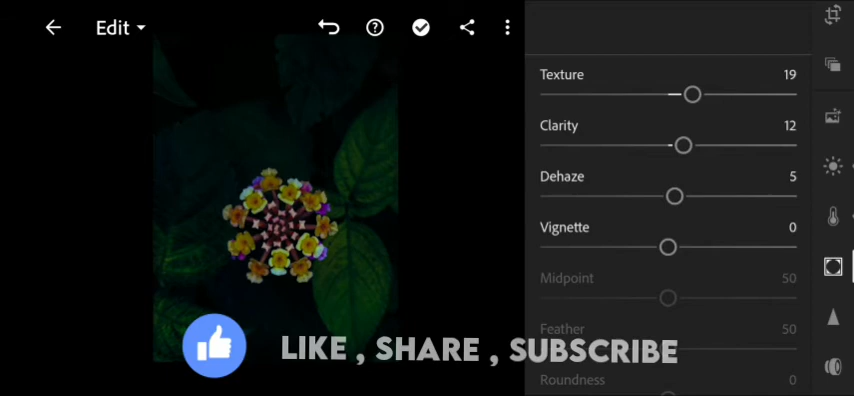 Edit
Texture 19
Clarity 12
Dehaze 5
Vignette 0
Midpoint 50
Feather 50
LIKE , SHARE , SUBSCRIBE
Roundness 0